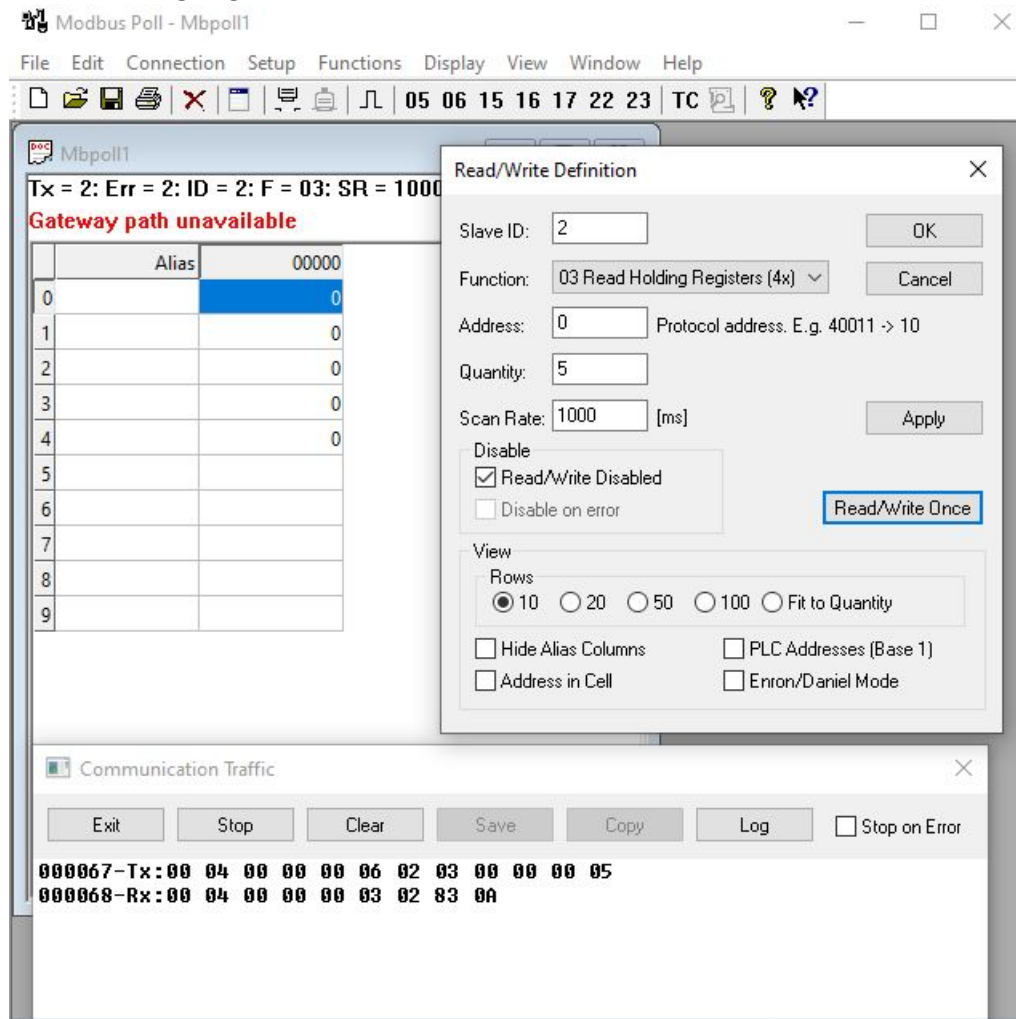 Modbus Poll - Mbpoll1
File Edit Connection Setup Functions Display View Window Help
05 06 15 16 17 22 23 TC
Mbpoll1
Tx = 2: Err = 2: ID = 2: F = 03: SR = 1000
Gateway path unavailable
Alias 00000
0 0
1 0
2 0
3 0
4 0
5
6
7
8
9
Read/Write Definition
Slave ID: 2 OK
Function: 03 Read Holding Registers (4x) Cancel
Address: 0 Protocol address. E.g. 40011 -> 10
Quantity: 5
Scan Rate: 1000 [ms] Apply
Disable
Read/Write Disabled
Disable on error Read/Write Once
View
Rows
10 20 50 100 Fit to Quantity
Hide Alias Columns PLC Addresses (Base 1)
Address in Cell Enron/Daniel Mode
Communication Traffic
Exit Stop Clear Save Copy Log Stop on Error
000067-Tx:00 04 00 00 00 06 02 03 00 00 00 05
000068-Rx:00 04 00 00 00 03 02 83 0A